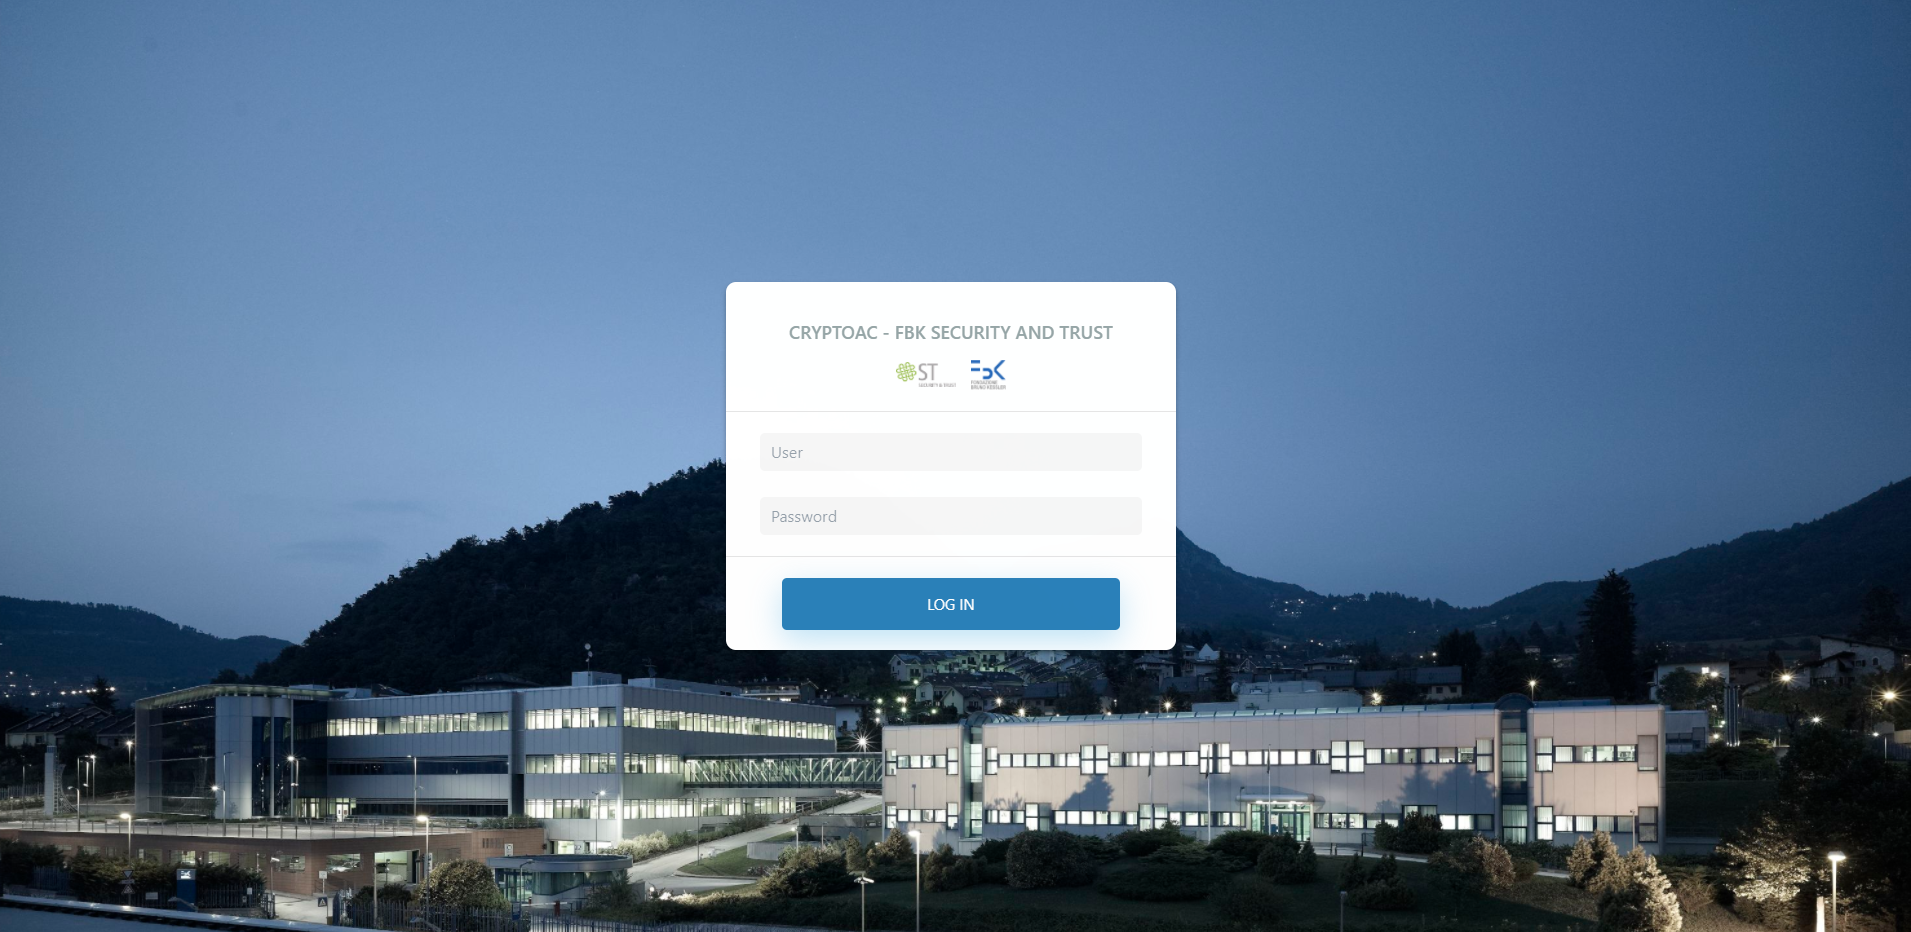 CRYPTOAC - FBK SECURITY AND TRUST
ST
SECURITY & TRUST
FBK
FONDAZIONE
BRUNO KESSLER
User
Password
LOG IN